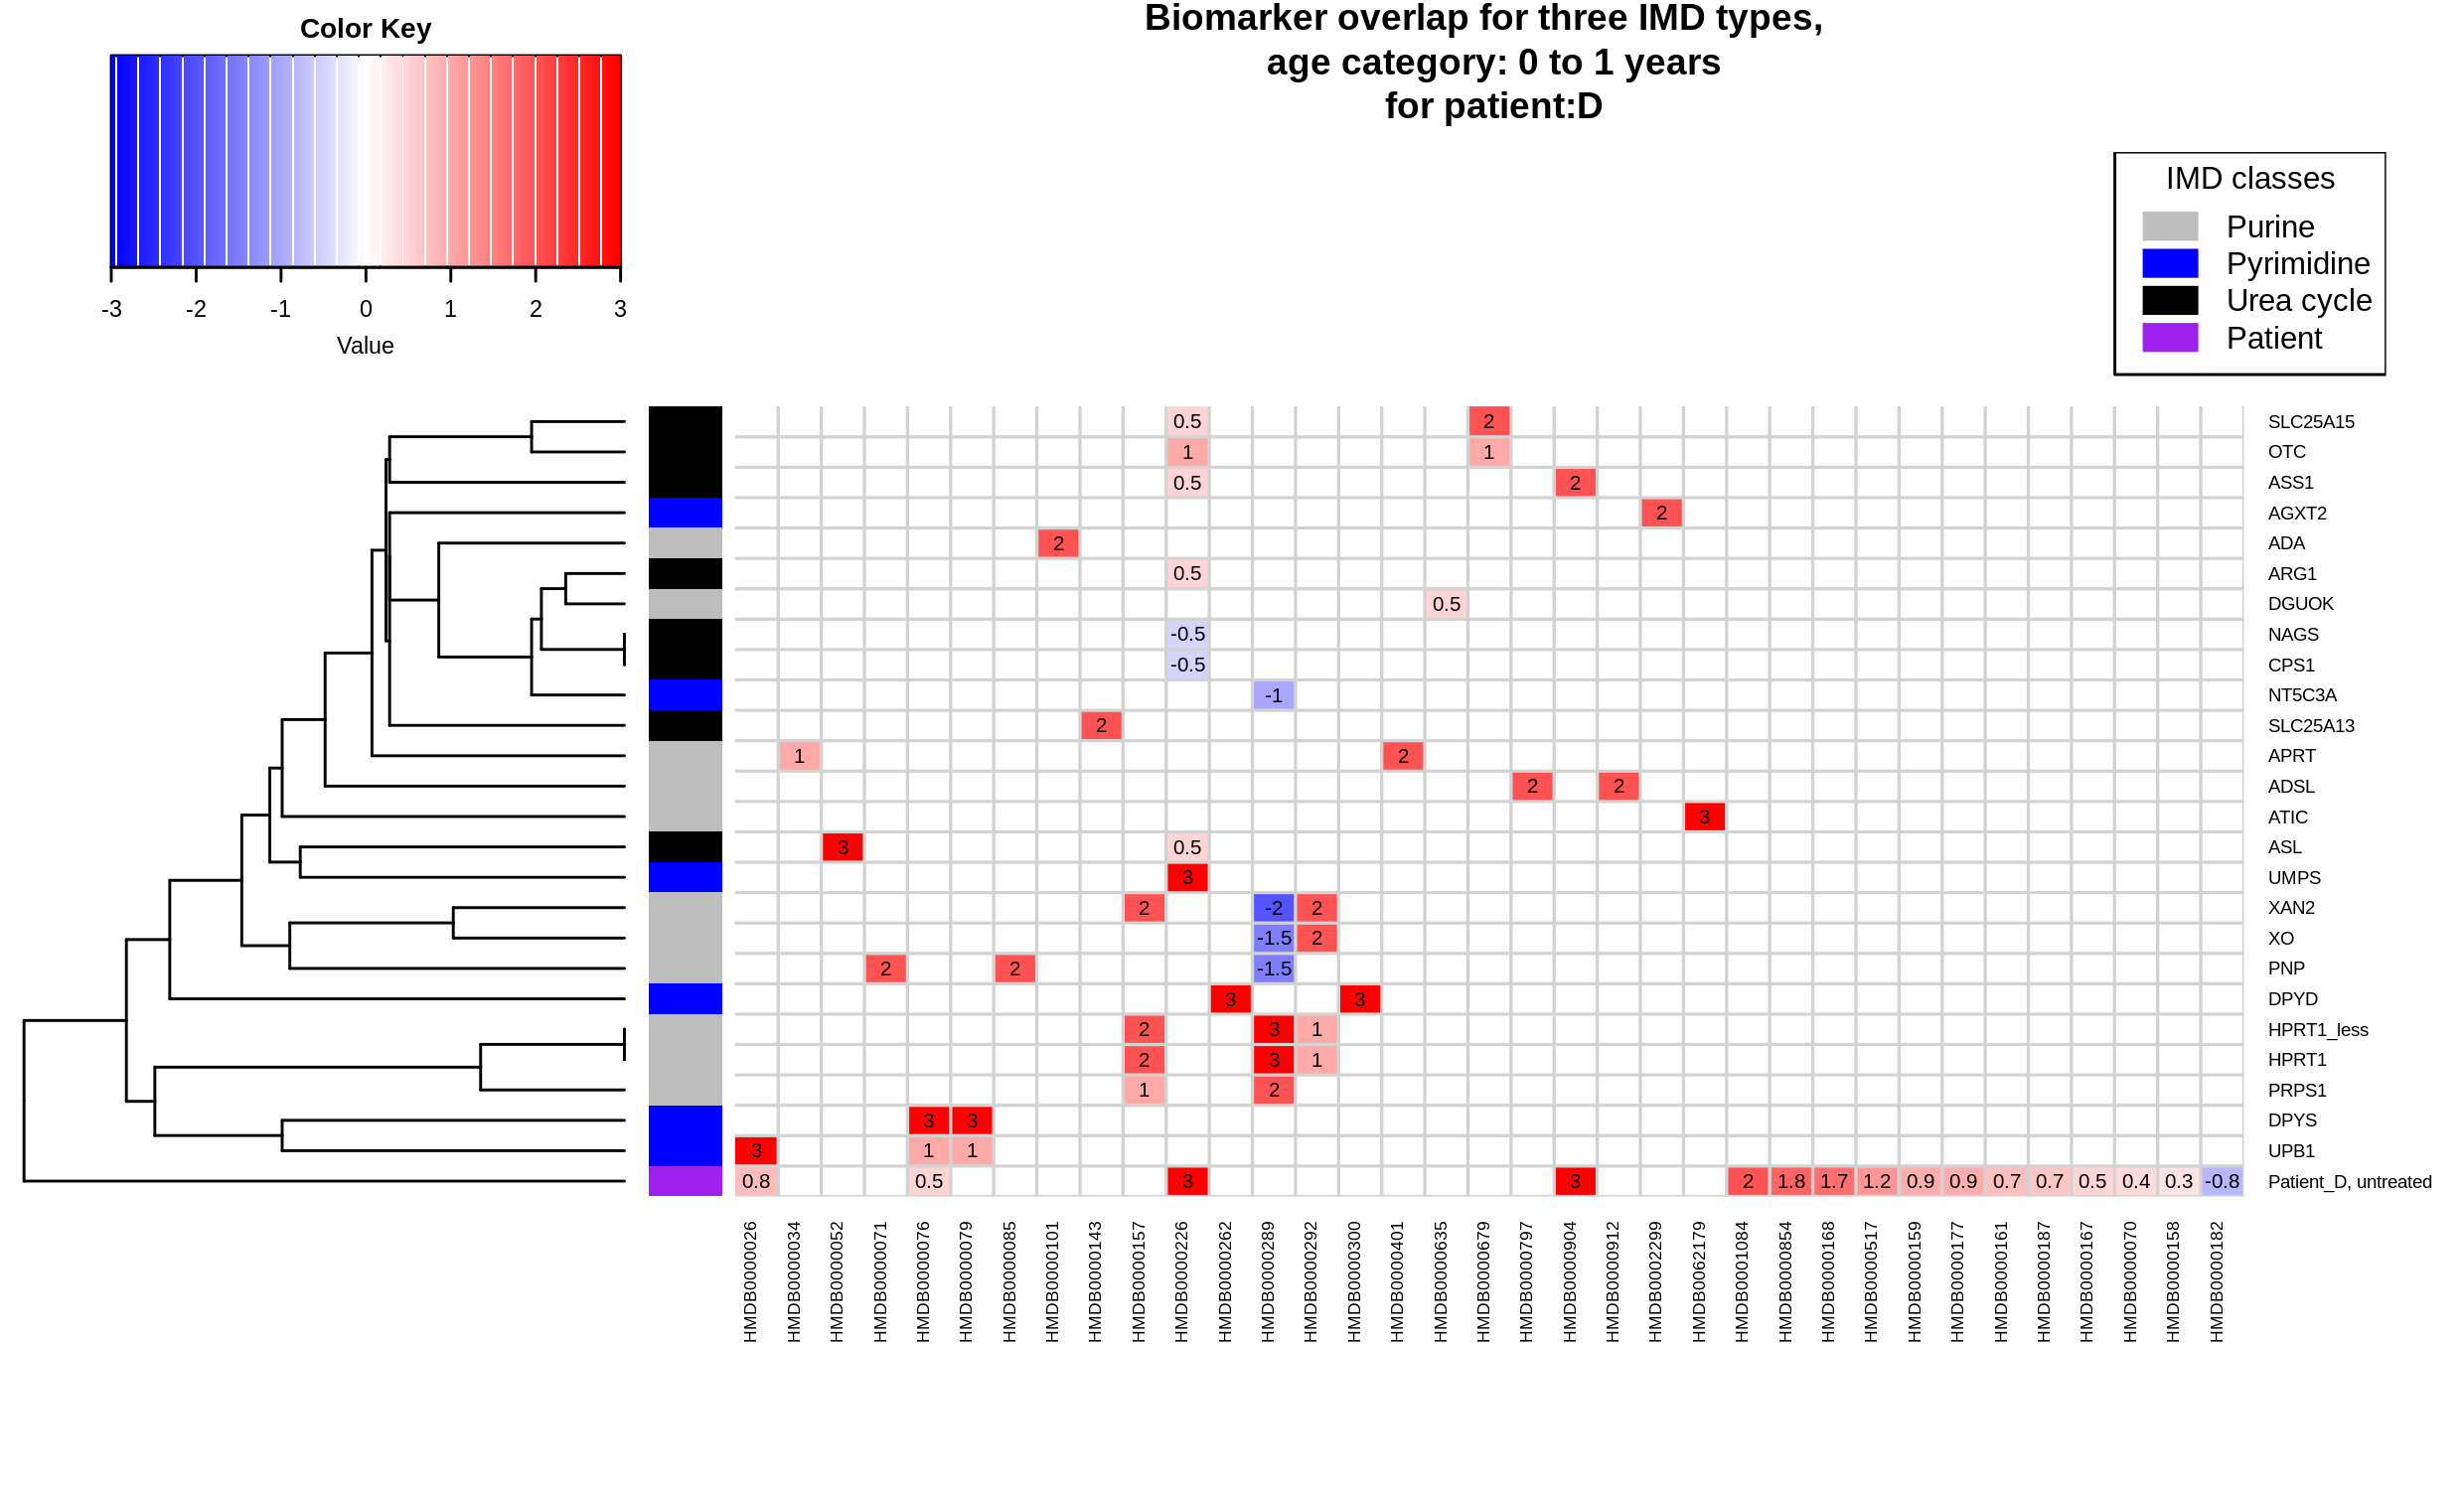 Color Key
-3 -2 -1 0 1 2 3
Value
Biomarker overlap for three IMD types,
age category: 0 to 1 years
for patient:D
IMD classes
Purine
Pyrimidine
Urea cycle
Patient
0.5 2 SLC25A15
1 1 OTC
0.5 2 ASS1
2 AGXT2
2 ADA
0.5 ARG1
0.5 DGUOK
-0.5 NAGS
-0.5 CPS1
-1 NT5C3A
2 SLC25A13
1 2 APRT
2 2 ADSL
3 ATIC
3 0.5 ASL
3 UMPS
2 -2 2 XAN2
-1.5 2 XO
2 2 -1.5 PNP
3 3 DPYD
2 3 1 HPRT1_less
2 3 1 HPRT1
1 2 PRPS1
3 3 DPYS
3 1 1 UPB1
0.8 0.5 3 3 2 1.8 1.7 1.2 0.9 0.9 0.7 0.7 0.5 0.4 0.3 -0.8 Patient_D, untreated
HMDB0000026
HMDB0000034
HMDB0000052
HMDB0000071
HMDB0000076
HMDB0000079
HMDB0000085
HMDB0000101
HMDB0000143
HMDB0000157
HMDB0000226
HMDB0000262
HMDB0000289
HMDB0000292
HMDB0000300
HMDB0000401
HMDB0000635
HMDB0000679
HMDB0000797
HMDB0000904
HMDB0000912
HMDB0002299
HMDB0062179
HMDB0001084
HMDB0000854
HMDB0000168
HMDB0000517
HMDB0000159
HMDB0000177
HMDB0000161
HMDB0000187
HMDB0000167
HMDB0000070
HMDB0000158
HMDB0000182